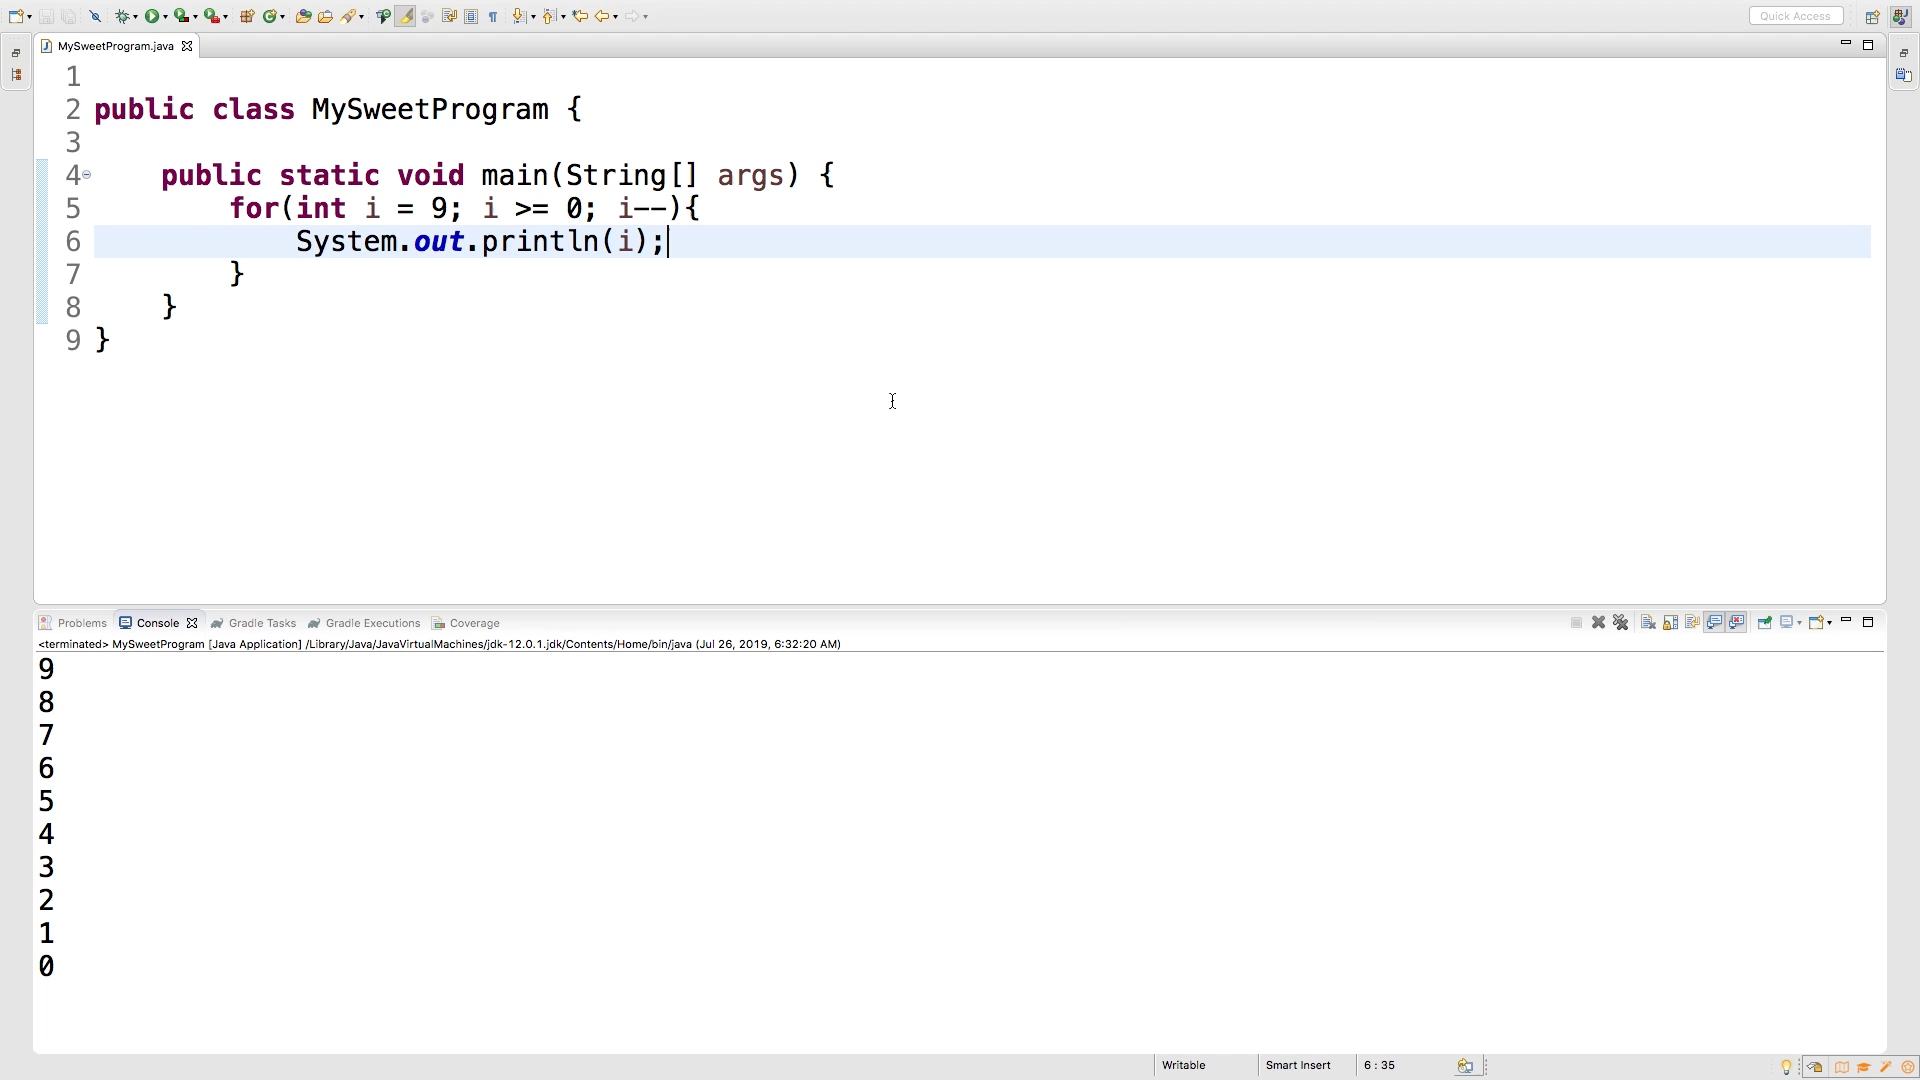 Quick Access
MySweetProgram.java
1
2 public class MySweetProgram {
3
4 public static void main(String[] args) {
5 for(int i = 9; i >= 0; i--){
6 System.out.println(i);
7 }
8 }
9 }
Problems Console Gradle Tasks Gradle Executions Coverage
<terminated> MySweetProgram [Java Application] /Library/Java/JavaVirtualMachines/jdk-12.0.1.jdk/Contents/Home/bin/java (Jul 26, 2019, 6:32:20 AM)
9
8
7
6
5
4
3
2
1
0
Writable Smart Insert 6 : 35